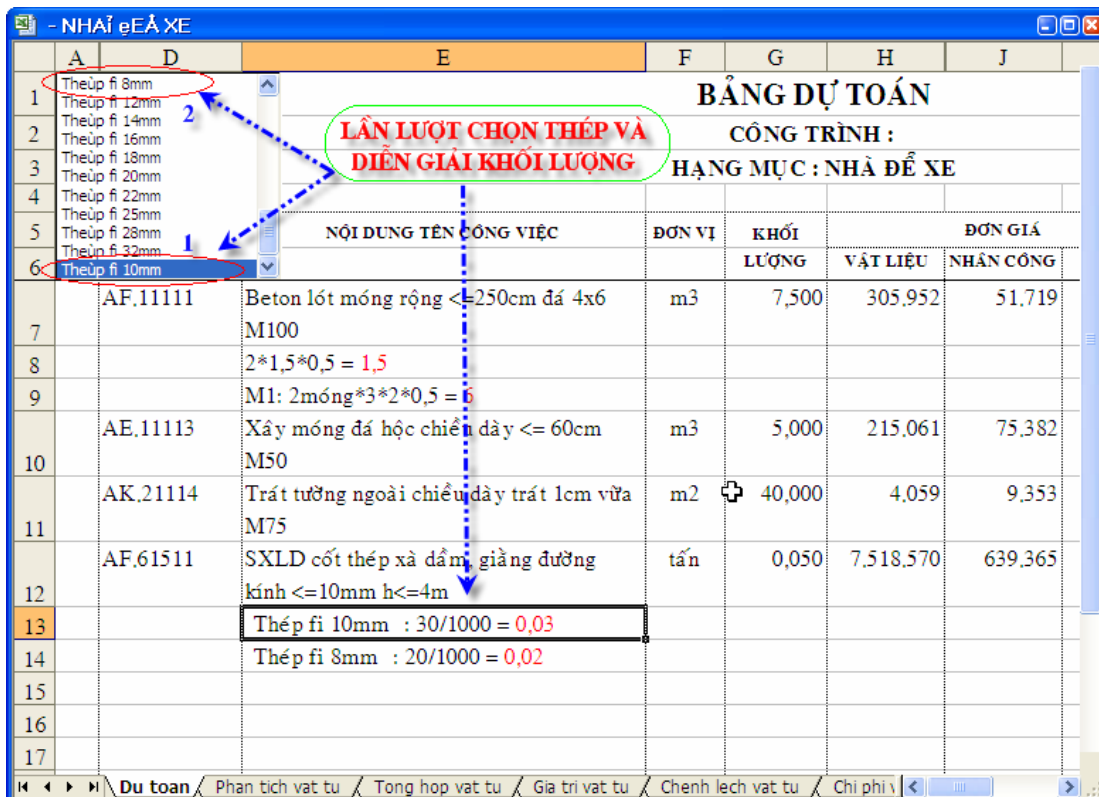 - NHAỉ ḙEÅ XE
A D E F G H J
Theùp fi 8mm
Theùp fi 12mm
Theùp fi 14mm
Theùp fi 16mm
Theùp fi 18mm
Theùp fi 20mm
Theùp fi 22mm
Theùp fi 25mm
Theùp fi 28mm
Theùp fi 32mm
Theùp fi 10mm
2
1
LẦN LƯỢT CHỌN THÉP VÀ
DIỄN GIẢI KHỐI LƯỢNG
1 BẢNG DỰ TOÁN
2 CÔNG TRÌNH :
3 HẠNG MỤC : NHÀ ĐỂ XE
4
5 NỘI DUNG TÊN CÔNG VIỆC ĐƠN VỊ KHỐI ĐƠN GIÁ
6 LƯỢNG VẬT LIỆU NHÂN CÔNG
AF.11111 Beton lót móng rộng <=250cm đá 4x6 m3 7,500 305.952 51.719
7 M100
8 2*1,5*0,5 = 1,5
9 M1: 2móng*3*2*0,5 = 6
AE.11113 Xây móng đá hộc chiều dày <= 60cm m3 5,000 215.061 75.382
10 M50
AK.21114 Trát tường ngoài chiều dày trát 1cm vữa m2 40,000 4.059 9.353
11 M75
AF.61511 SXLD cốt thép xà dầm, giằng đường tấn 0,050 7.518.570 639.365
12 kính <=10mm h<=4m
13 Thép fi 10mm : 30/1000 = 0,03
14 Thép fi 8mm : 20/1000 = 0,02
15
16
17
Du toan Phan tich vat tu Tong hop vat tu Gia tri vat tu Chenh lech vat tu Chi phi